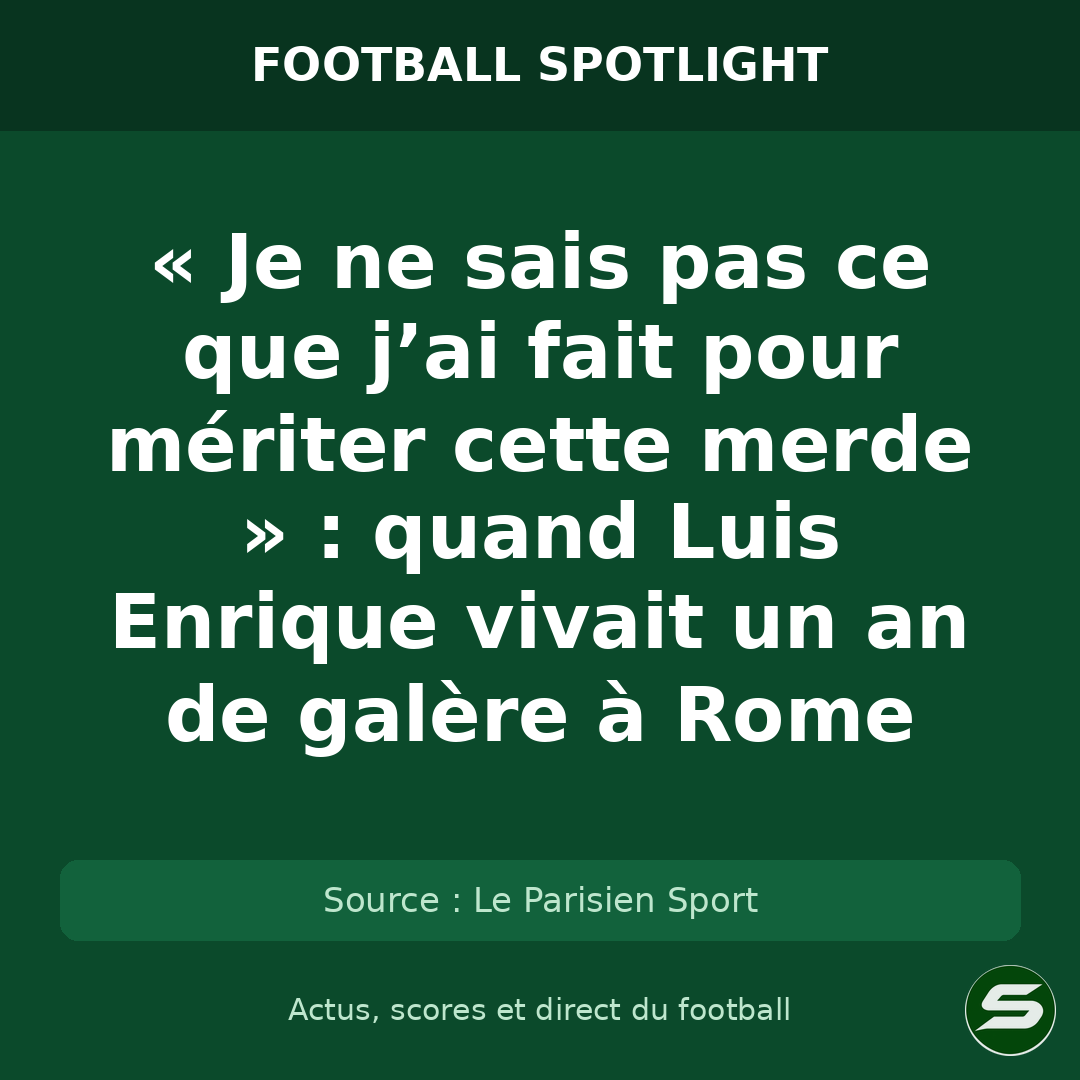 FOOTBALL SPOTLIGHT
« Je ne sais pas ce
que j’ai fait pour
mériter cette merde
» : quand Luis
Enrique vivait un an
de galère à Rome
Source : Le Parisien Sport
Actus, scores et direct du football
S